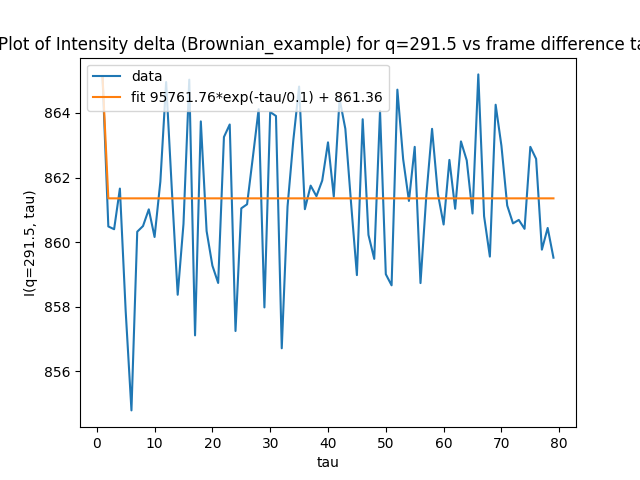 Plot of Intensity delta (Brownian_example) for q=291.5 vs frame difference ta
data
fit 95761.76*exp(-tau/0.1) + 861.36
I(q=291.5, tau)
864
862
860
858
856
0 10 20 30 40 50 60 70 80
tau